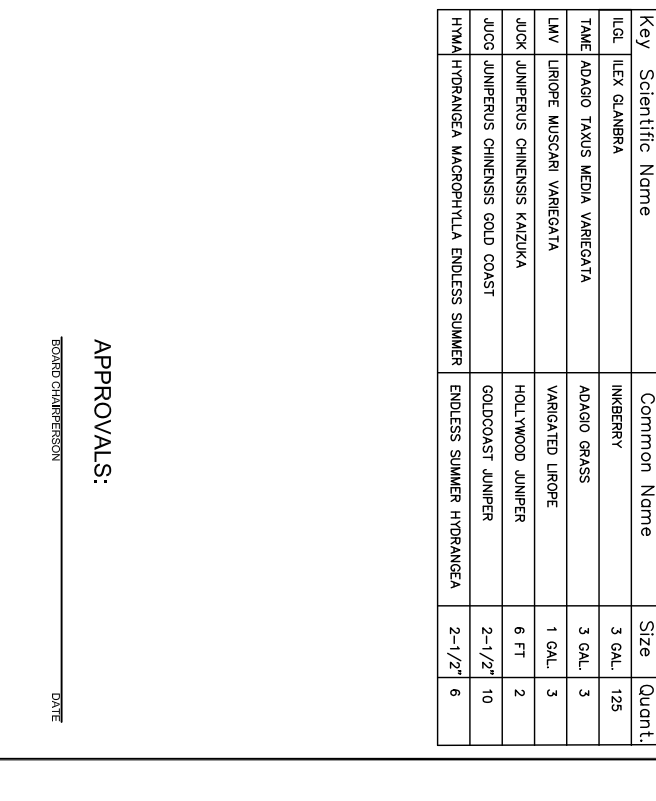 Key Scientific Name Common Name Size Quant.
ILGL ILEX GLANBRA INKBERRY 3 GAL. 125
TAME ADAGIO TAXUS MEDIA VARIEGATA ADAGIO GRASS 3 GAL. 3
LMV LIRIOPE MUSCARI VARIEGATA VARIGATED LIROPE 1 GAL. 3
JUCK JUNIPERUS CHINENSIS KAIZUKA HOLLYWOOD JUNIPER 6 FT 2
JUCG JUNIPERUS CHINENSIS GOLD COAST GOLDCOAST JUNIPER 2-1/2" 10
HYMA HYDRANGEA MACROPHYLLA ENDLESS SUMMER ENDLESS SUMMER HYDRANGEA 2-1/2" 6
APPROVALS:
BOARD CHAIRPERSON DATE